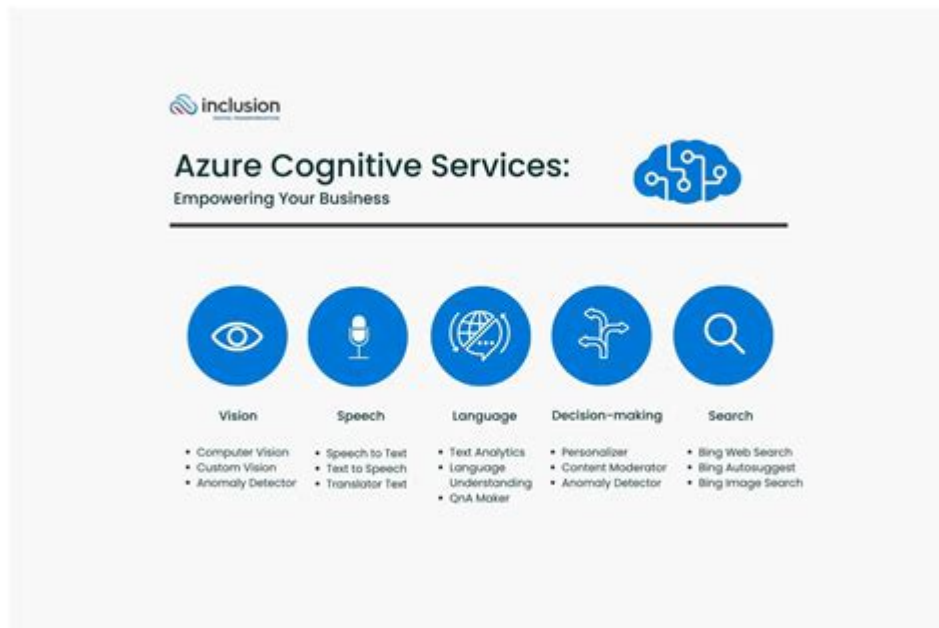 inclusion
DIGITAL TRANSFORMATION
Azure Cognitive Services:
Empowering Your Business
Vision
• Computer Vision
• Custom Vision
• Anomaly Detector
Speech
• Speech to Text
• Text to Speech
• Translator Text
Language
• Text Analytics
• Language
Understanding
• QnA Maker
Decision-making
• Personalizer
• Content Moderator
• Anomaly Detector
Search
• Bing Web Search
• Bing Autosuggest
• Bing Image Search